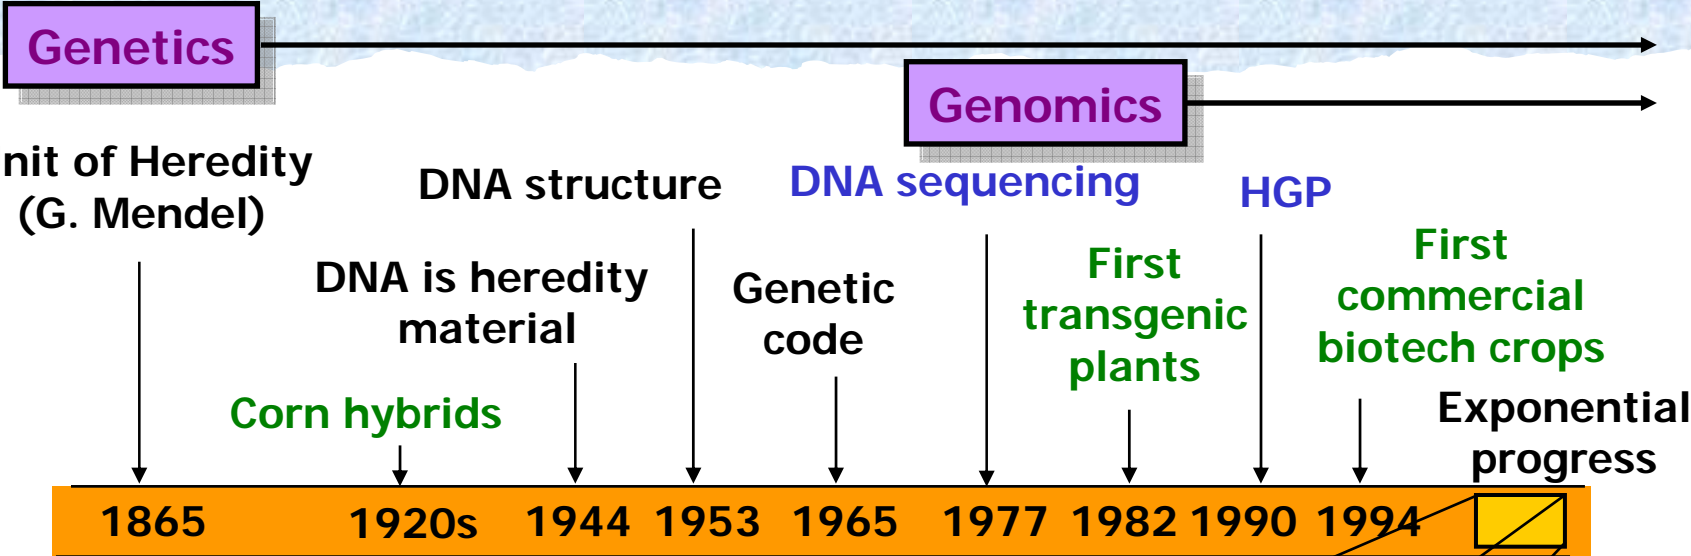 Genetics
Genomics
nit of Heredity
(G. Mendel)
DNA structure
DNA sequencing
HGP
DNA is heredity
material
Genetic
code
First
transgenic
plants
First
commercial
biotech crops
Corn hybrids
Exponential
progress
1865 1920s 1944 1953 1965 1977 1982 1990 1994